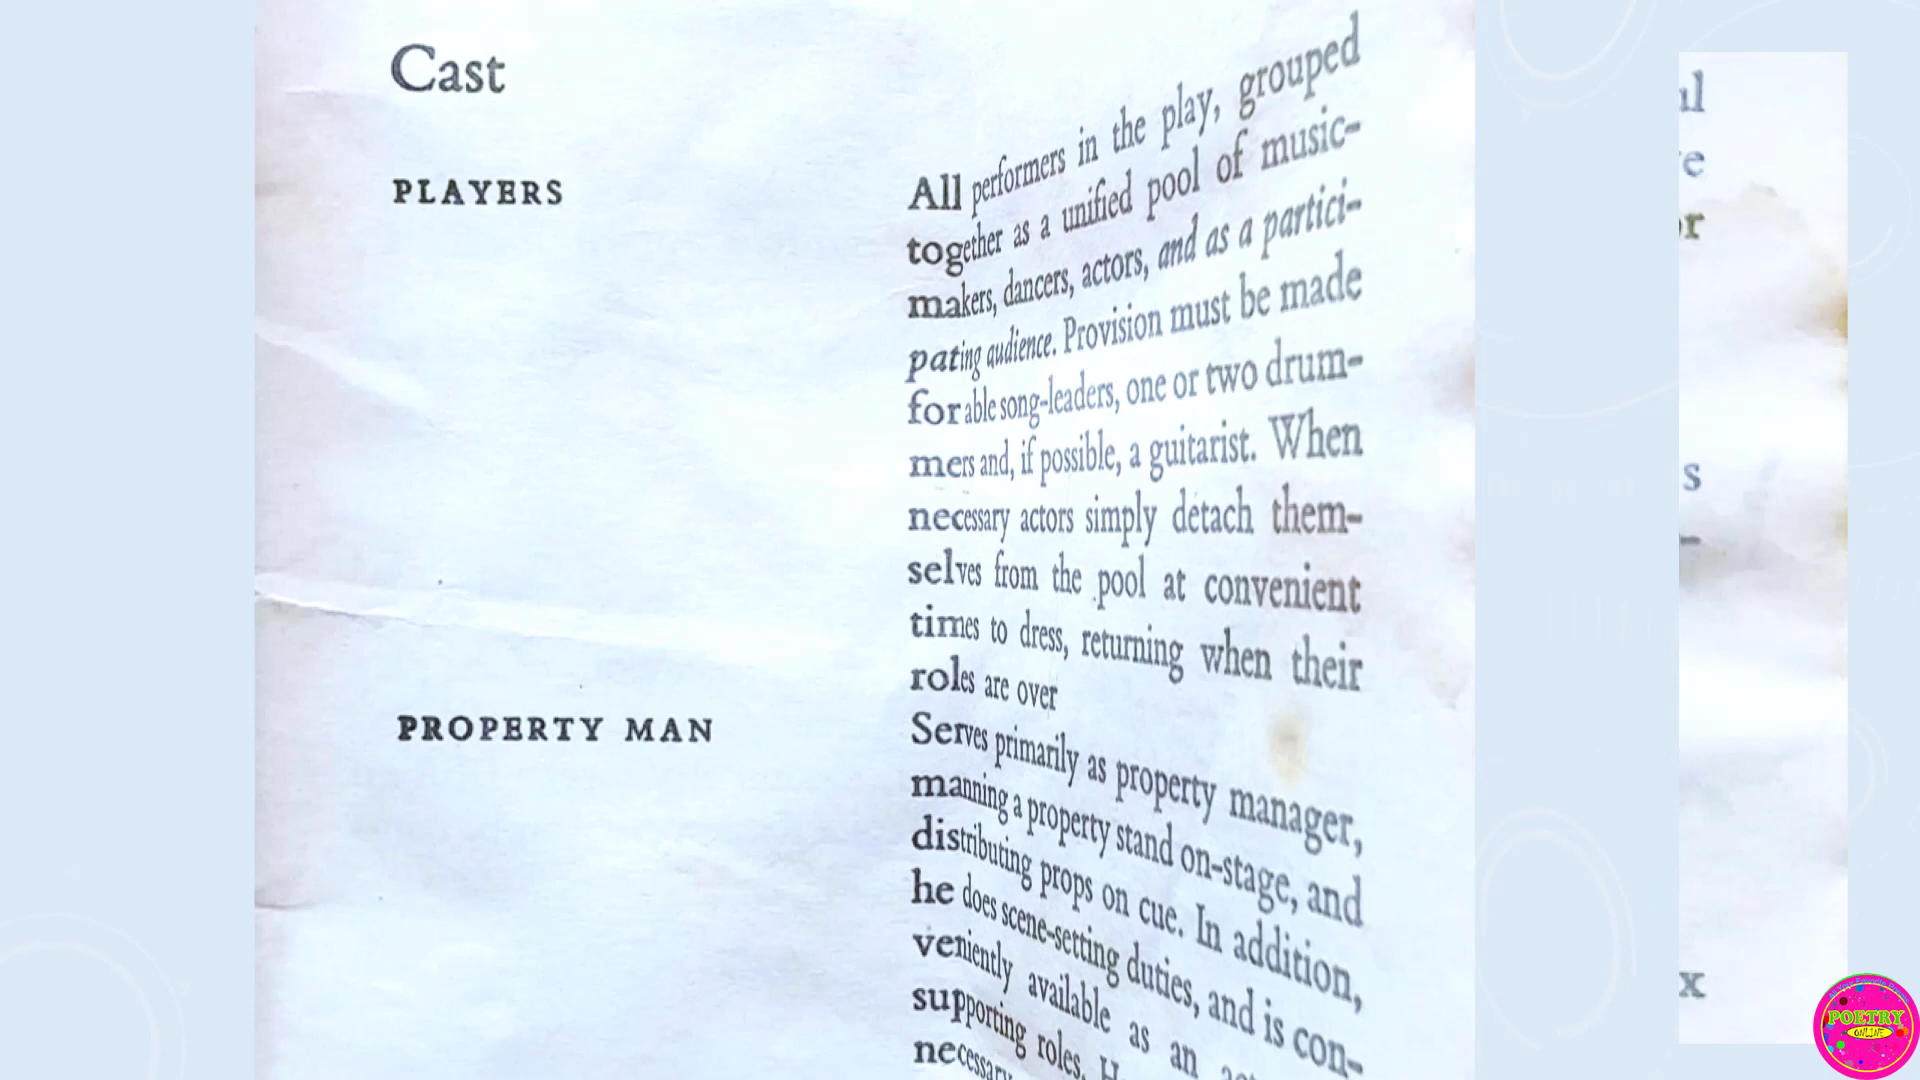 Cast
PLAYERS
All performers in the play, grouped
together as a unified pool of music-
makers, dancers, actors, and as a partici-
pating audience. Provision must be made
for able song-leaders, one or two drum-
mers and, if possible, a guitarist. When
necessary actors simply detach them-
selves from the pool at convenient
times to dress, returning when their
roles are over
PROPERTY MAN
Serves primarily as property manager,
manning a property stand on-stage, and
distributing props on cue. In addition,
he does scene-setting duties, and is con-
veniently available as an
supporting roles.
necessary
POETRY
ONLINE